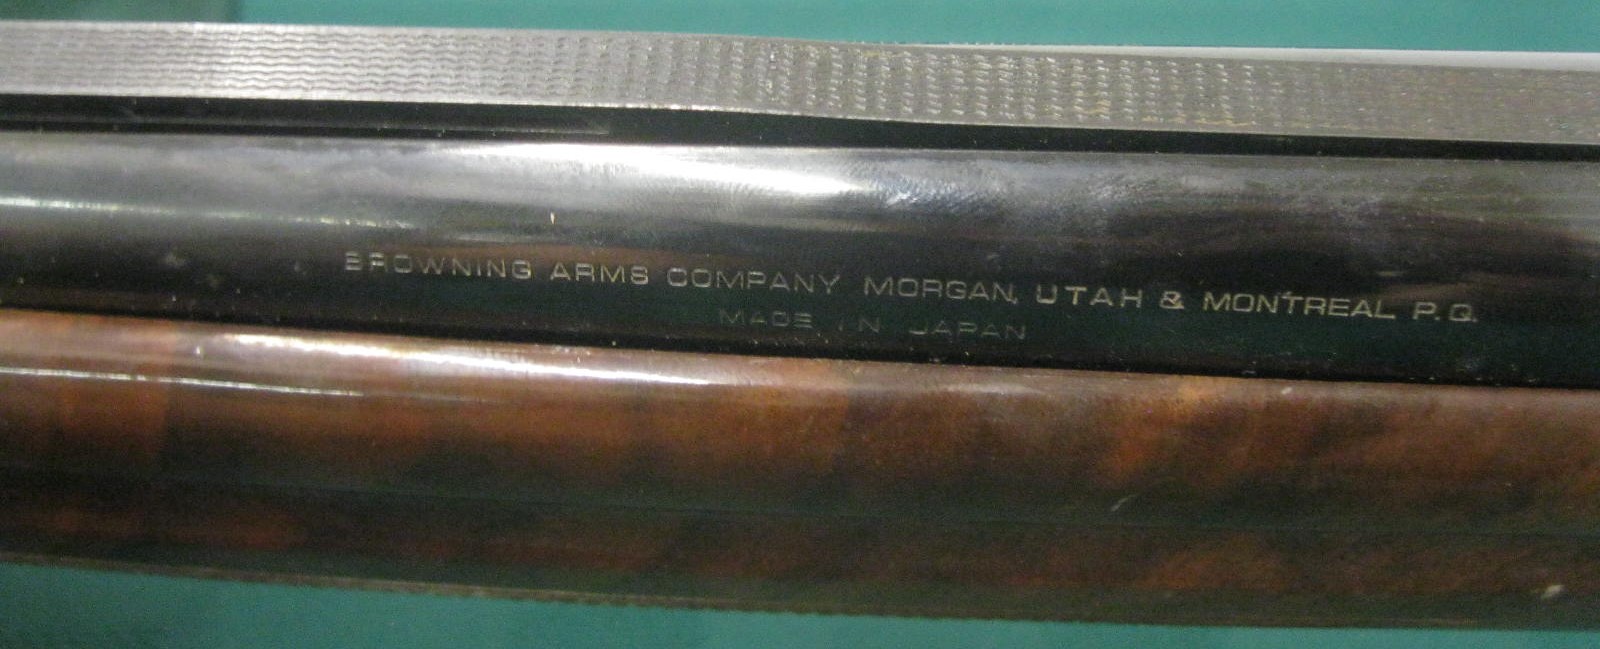 BROWNING ARMS COMPANY MORGAN, UTAH & MONTREAL P.Q.
MADE IN JAPAN